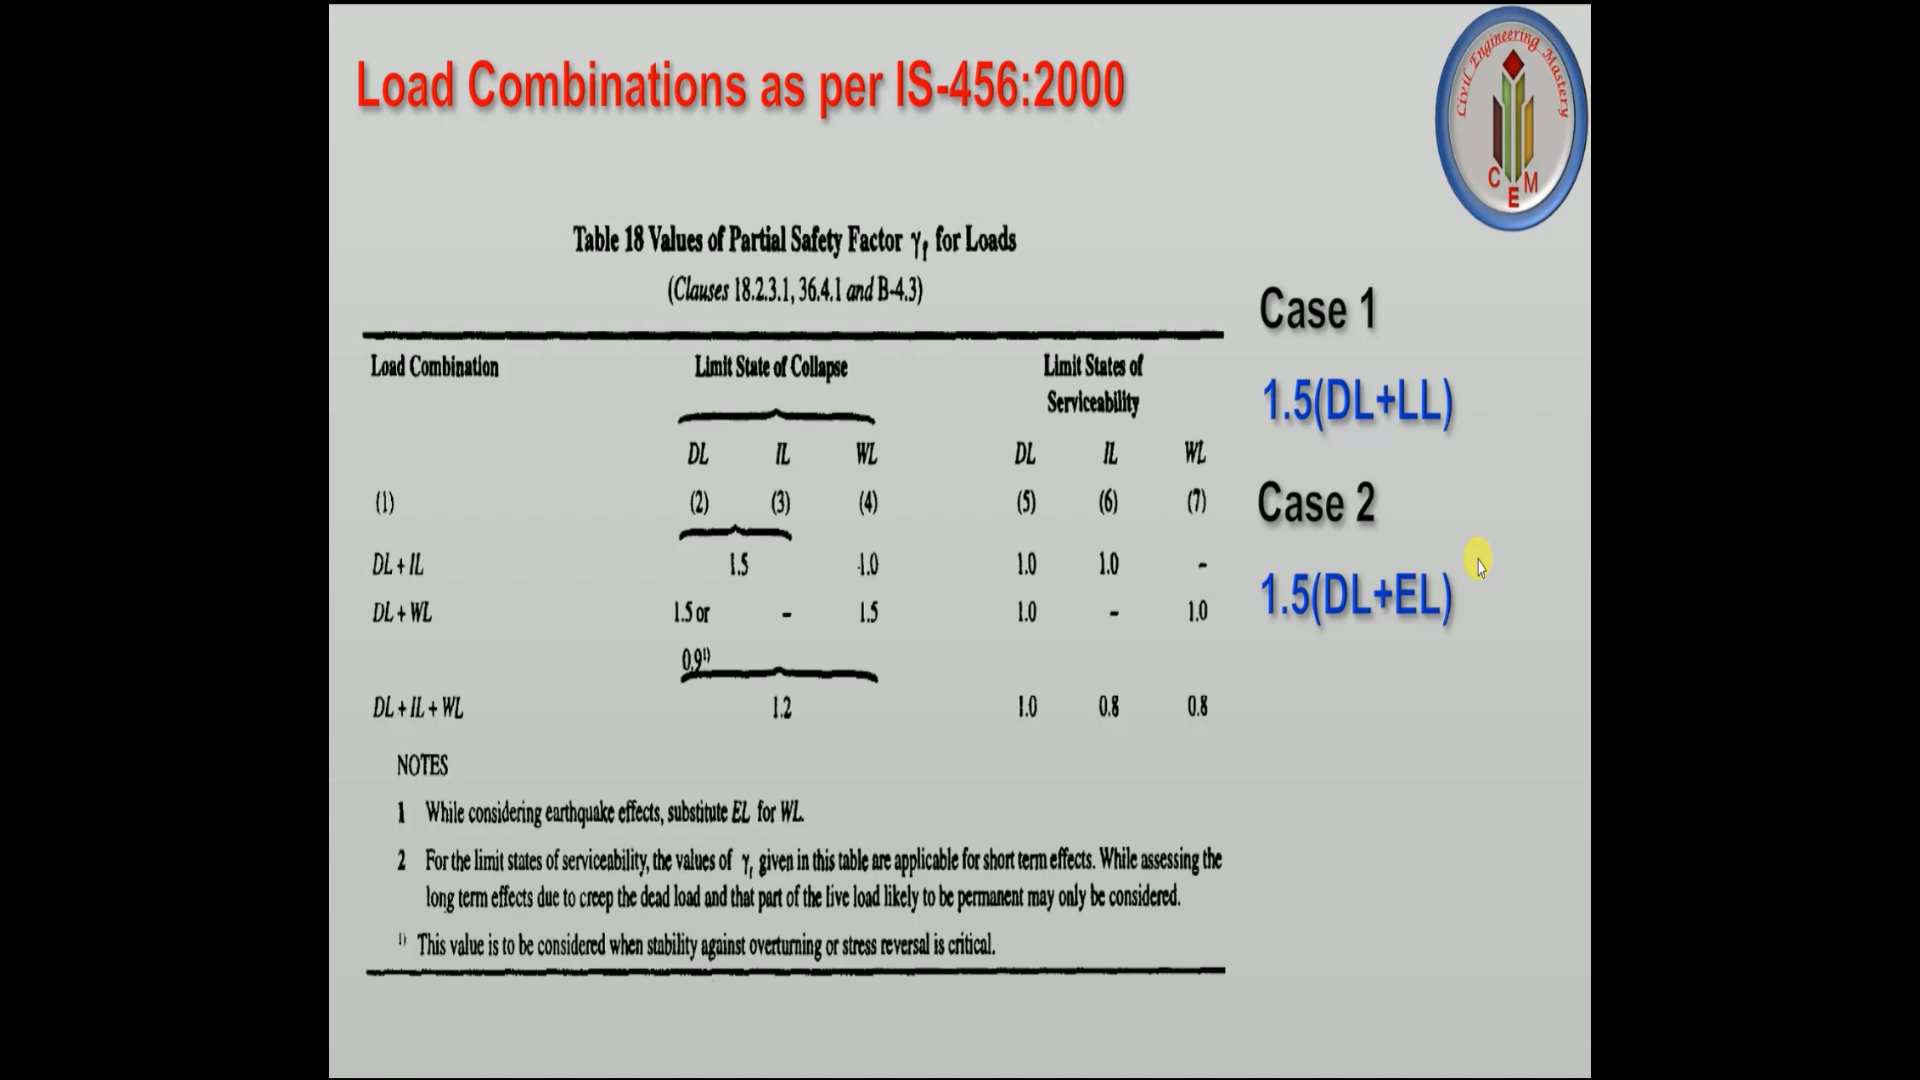 Load Combinations as per IS-456:2000
Civil Engineering Mastery
C E M
Table 18 Values of Partial Safety Factor γf for Loads
(Clauses 18.2.3.1, 36.4.1 and B-4.3)
Load Combination Limit State of Collapse Limit States of
Serviceability
DL IL WL DL IL WL
(1) (2) (3) (4) (5) (6) (7)
DL + IL 1.5 1.0 1.0 1.0 -
DL + WL 1.5 or - 1.5 1.0 - 1.0
0.9¹⁾
DL + IL + WL 1.2 1.0 0.8 0.8
NOTES
1 While considering earthquake effects, substitute EL for WL.
2 For the limit states of serviceability, the values of γf given in this table are applicable for short term effects. While assessing the
long term effects due to creep the dead load and that part of the live load likely to be permanent may only be considered.
¹⁾ This value is to be considered when stability against overturning or stress reversal is critical.
Case 1
1.5(DL+LL)
Case 2
1.5(DL+EL)